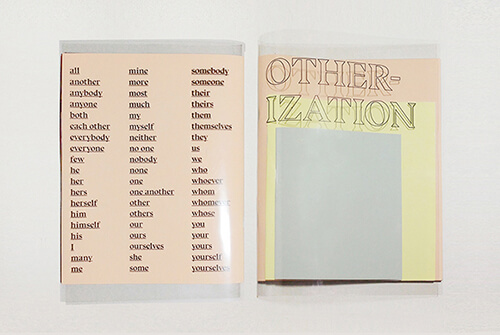 all
another
anybody
anyone
both
each other
everybody
everyone
few
he
her
hers
herself
him
himself
his
I
many
me
mine
more
most
much
my
myself
neither
no one
nobody
none
one
one another
other
others
our
ours
ourselves
she
some
somebody
someone
their
theirs
them
themselves
they
us
we
who
whoever
whom
whomever
whose
you
your
yours
yourself
yourselves
OTHER-
IZATION